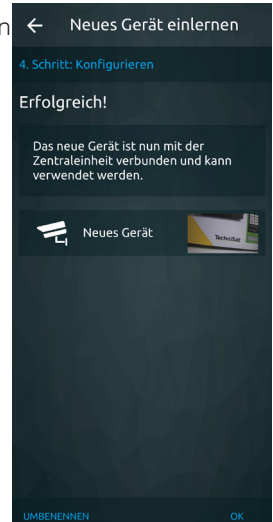 n
Neues Gerät einlernen
4. Schritt: Konfigurieren
Erfolgreich!
Das neue Gerät ist nun mit der
Zentraleinheit verbunden und kann
verwendet werden.
Neues Gerät
TechniSat
UMBENENNEN
OK